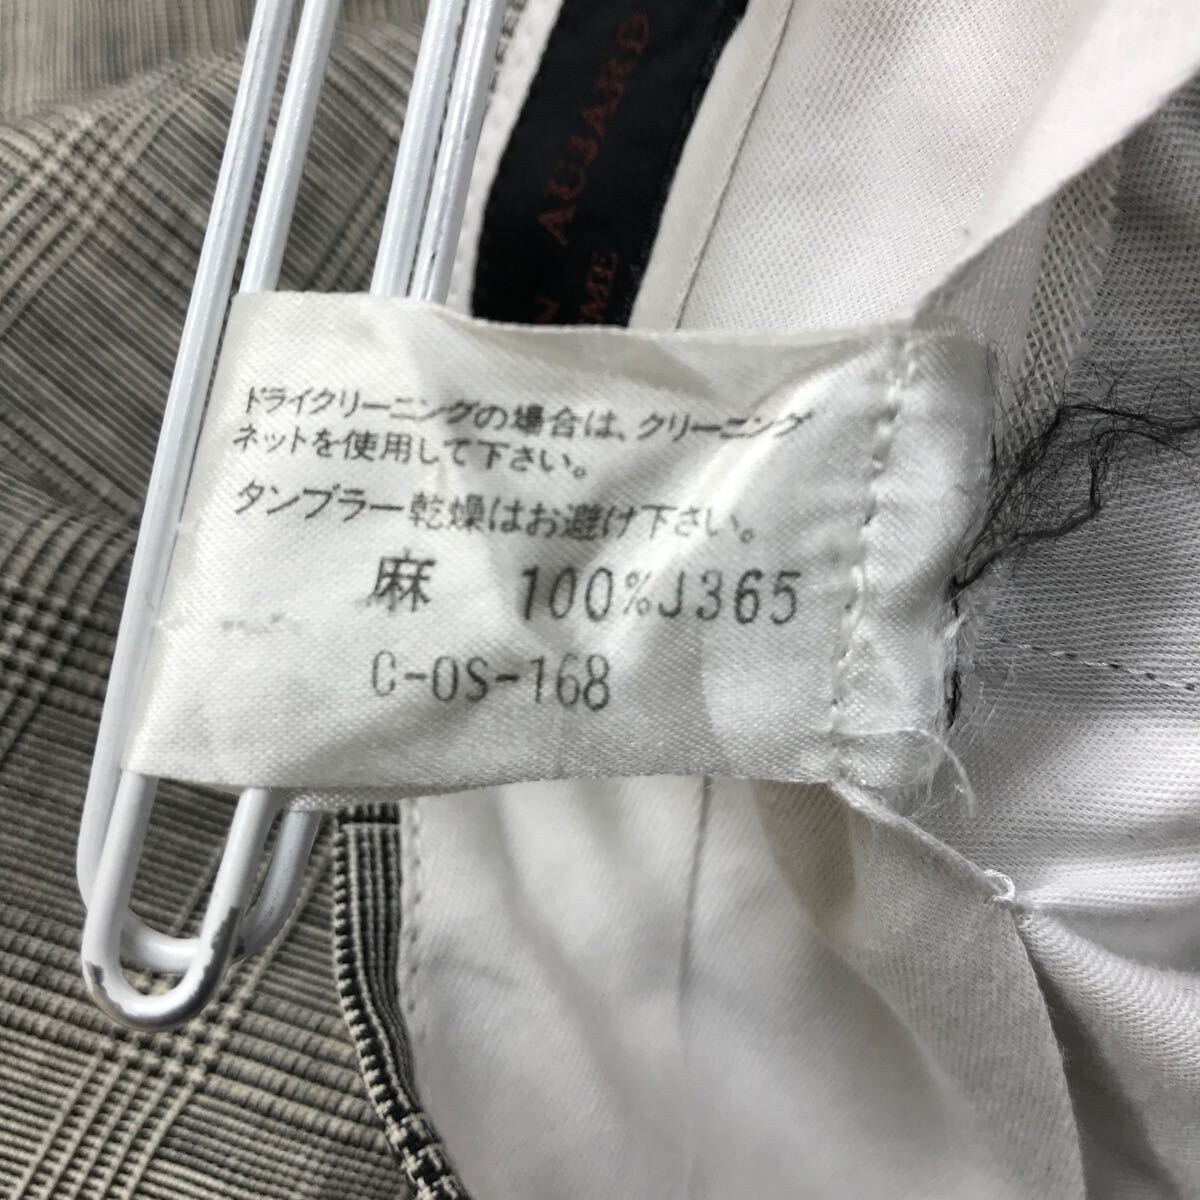 AUJARD
ドライクリーニングの場合は、クリーニング
ネットを使用して下さい。
タンブラー乾燥はお避け下さい。
麻 100%J365
C-OS-168